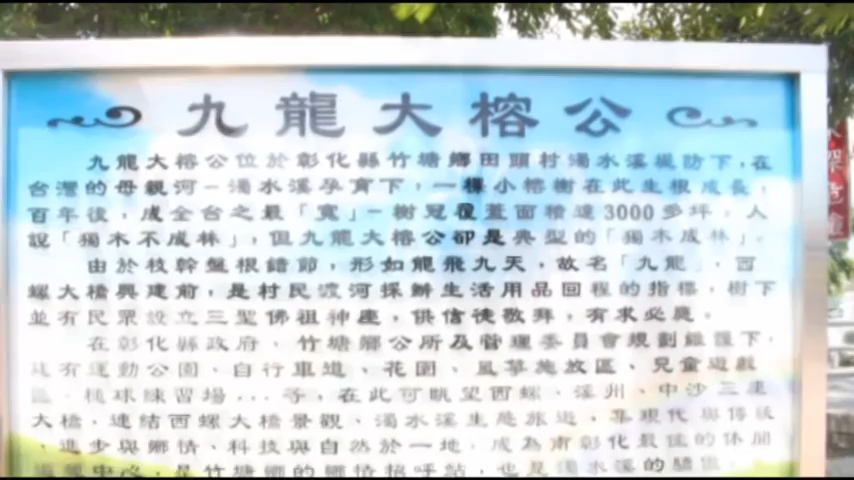 九龍大榕公
九龍大榕公位於彰化縣竹塘鄉田頭村濁水溪堤防下，在
台灣的母親河－濁水溪孕育下，一棵小榕樹在此生根成長，
百年後，成全台之最「寬」－樹冠覆蓋面積達3000多坪，人
說「獨木不成林」，但九龍大榕公卻是典型的「獨木成林」。
由於枝幹盤根錯節，形如龍飛九天，故名「九龍」，西
螺大橋興建前，是村民渡河採辦生活用品回程的指標，樹下
並有民眾設立三聖佛祖神座，供信徒敬拜，有求必應。
在彰化縣政府、竹塘鄉公所及管理委員會規劃維護下，
建有運動公園、自行車道、花園、風箏施放區、兒童遊戲
區、槌球練習場…等，在此可眺望西螺、溪州、中沙三座
大橋，連結西螺大橋景觀、濁水溪生態旅遊，集現代與傳統
、進步與鄉情、科技與自然於一地，成為南彰化最佳的休閒
中心，是竹塘鄉的鄉情招呼站，也是濁水溪的驕傲。